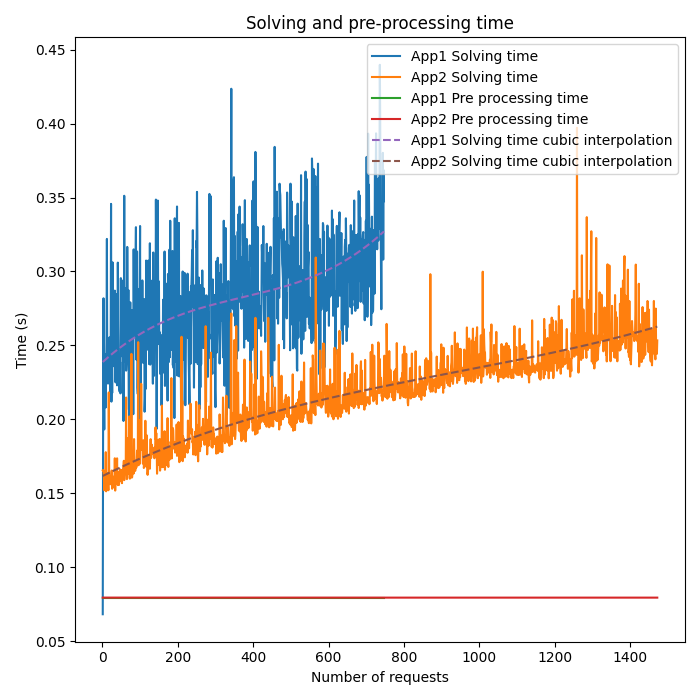 Solving and pre-processing time
0.45
0.40
0.35
0.30
0.25
0.20
0.15
0.10
0.05
Time (s)
App1 Solving time
App2 Solving time
App1 Pre processing time
App2 Pre processing time
App1 Solving time cubic interpolation
App2 Solving time cubic interpolation
0 200 400 600 800 1000 1200 1400
Number of requests